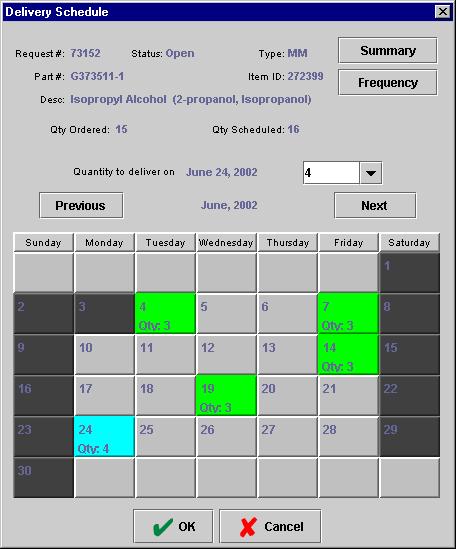 Delivery Schedule
Request #: 73152 Status: Open Type: MM Summary
Part #: G373511-1 Item ID: 272399 Frequency
Desc: Isopropyl Alcohol (2-propanol, Isopropanol)
Qty Ordered: 15 Qty Scheduled: 16
Quantity to deliver on June 24, 2002 4
Previous June, 2002 Next
Sunday Monday Tuesday Wednesday Thursday Friday Saturday
1
2 3 4 5 6 7 8
Qty: 3 Qty: 3
9 10 11 12 13 14 15
Qty: 3
16 17 18 19 20 21 22
Qty: 3
23 24 25 26 27 28 29
Qty: 4
30
OK Cancel